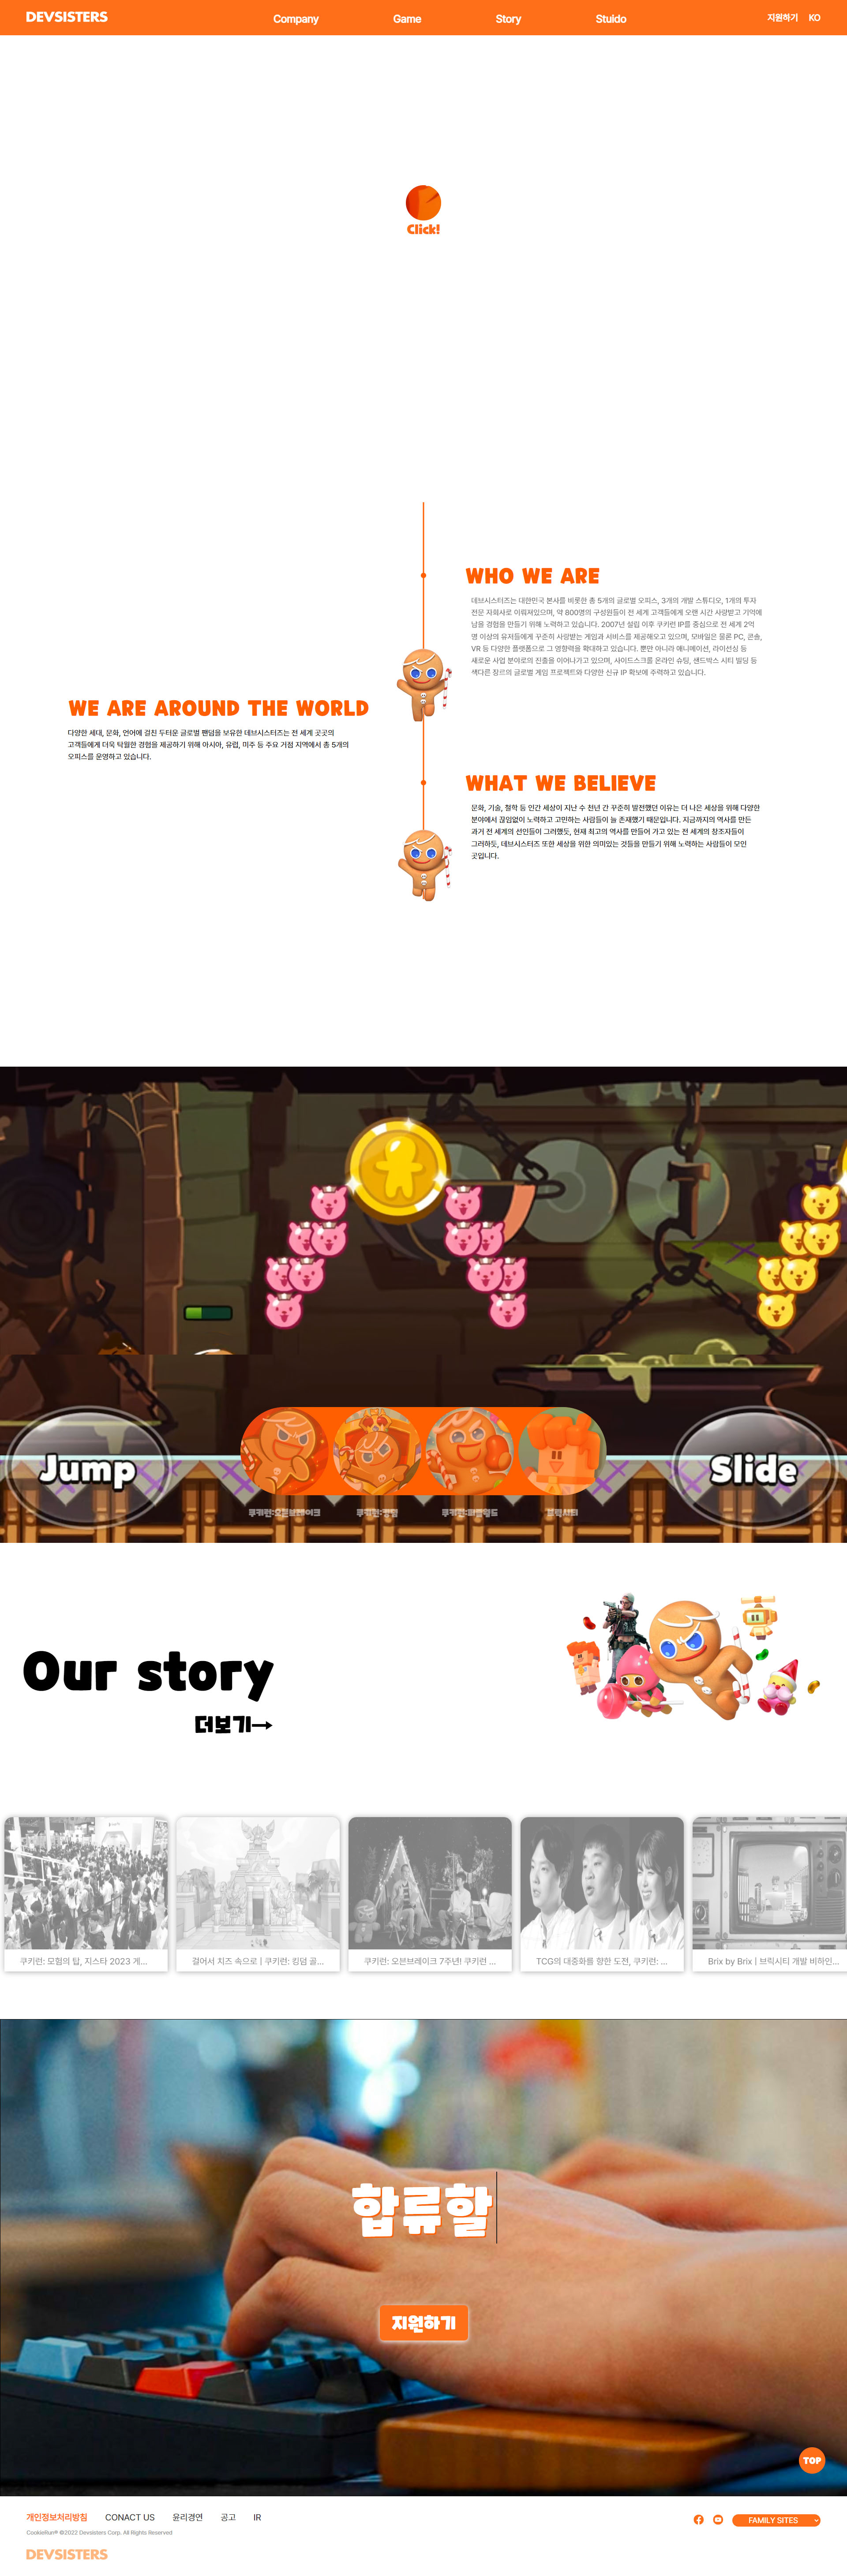 DEVSISTERS
Company
Game
Story
Stuido
지원하기
KO
Click!
WHO WE ARE
데브시스터즈는 대한민국 본사를 비롯한 총 5개의 글로벌 오피스, 3개의 개발 스튜디오, 1개의 투자
전문 자회사로 이뤄져있으며, 약 800명의 구성원들이 전 세계 고객들에게 오랜 시간 사랑받고 기억에
남을 경험을 만들기 위해 노력하고 있습니다. 2007년 설립 이후 쿠키런 IP를 중심으로 전 세계 2억
명 이상의 유저들에게 꾸준히 사랑받는 게임과 서비스를 제공해오고 있으며, 모바일은 물론 PC, 콘솔,
VR 등 다양한 플랫폼으로 그 영향력을 확대하고 있습니다. 뿐만 아니라 애니메이션, 라이선싱 등
새로운 사업 분야로의 진출을 이어나가고 있으며, 사이드스크롤 온라인 슈팅, 샌드박스 시티 빌딩 등
색다른 장르의 글로벌 게임 프로젝트와 다양한 신규 IP 확보에 주력하고 있습니다.
WE ARE AROUND THE WORLD
다양한 세대, 문화, 언어에 걸친 두터운 글로벌 팬덤을 보유한 데브시스터즈는 전 세계 곳곳의
고객들에게 더욱 탁월한 경험을 제공하기 위해 아시아, 유럽, 미주 등 주요 거점 지역에서 총 5개의
오피스를 운영하고 있습니다.
WHAT WE BELIEVE
문화, 기술, 철학 등 인간 세상이 지난 수 천년 간 꾸준히 발전했던 이유는 더 나은 세상을 위해 다양한
분야에서 끊임없이 노력하고 고민하는 사람들이 늘 존재했기 때문입니다. 지금까지의 역사를 만든
과거 전 세계의 선인들이 그러했듯, 현재 최고의 역사를 만들어 가고 있는 전 세계의 창조자들이
그러하듯, 데브시스터즈 또한 세상을 위한 의미있는 것들을 만들기 위해 노력하는 사람들이 모인
곳입니다.
Jump
Slide
쿠키런:오븐브레이크
쿠키런:킹덤
쿠키런:퍼즐월드
브릭시티
Our story
더보기→
쿠키런: 모험의 탑, 지스타 2023 게...
걸어서 치즈 속으로 | 쿠키런: 킹덤 골...
쿠키런: 오븐브레이크 7주년! 쿠키런 ...
TCG의 대중화를 향한 도전, 쿠키런: ...
Brix by Brix | 브릭시티 개발 비하인...
합류할
지원하기
TOP
개인정보처리방침
CONACT US
윤리경연
공고
IR
FAMILY SITES
CookieRun® ©2022 Devsisters Corp. All Rights Reserved
DEVSISTERS